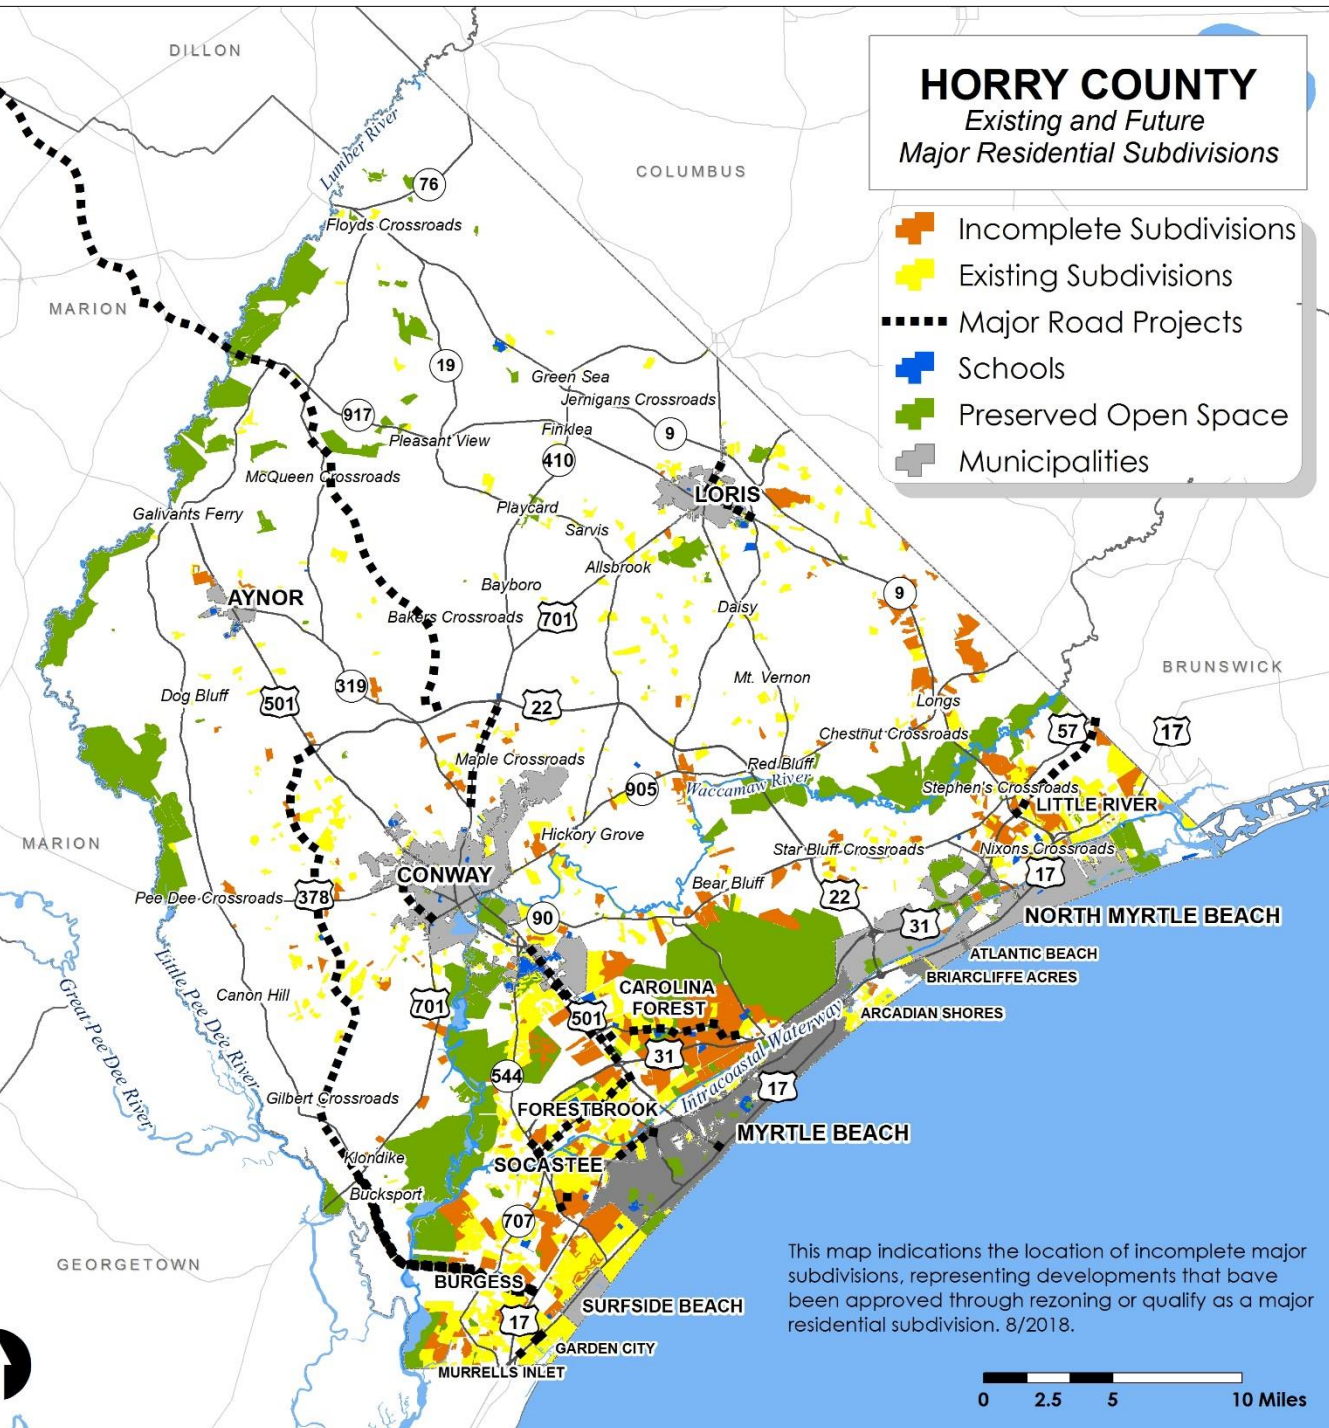 HORRY COUNTY
Existing and Future
Major Residential Subdivisions
Incomplete Subdivisions
Existing Subdivisions
Major Road Projects
Schools
Preserved Open Space
Municipalities
DILLON
COLUMBUS
Lumber River
76
Floyds Crossroads
MARION
19
Green Sea
Jernigans Crossroads
917
Pleasant View
Finklea
9
410
McQueen Crossroads
LORIS
Galivants Ferry
Playcard
Sarvis
Allsbrook
Bayboro
AYNOR
Bakers Crossroads
701
Daisy
9
BRUNSWICK
Dog Bluff
319
501
22
Mt. Vernon
Longs
57
17
Chestnut Crossroads
Maple Crossroads
Red Bluff
905
Waccamaw River
Stephen's Crossroads
LITTLE RIVER
MARION
Hickory Grove
Star Bluff Crossroads
Nixons Crossroads
CONWAY
Bear Bluff
17
Pee Dee Crossroads
378
22
90
31
NORTH MYRTLE BEACH
ATLANTIC BEACH
BRIARCLIFFE ACRES
Little Pee Dee River
Great Pee Dee River
Canon Hill
701
CAROLINA
FOREST
501
ARCADIAN SHORES
31
Intracoastal Waterway
544
17
Gilbert Crossroads
FORESTBROOK
MYRTLE BEACH
Klondike
SOCASTEE
Bucksport
707
GEORGETOWN
BURGESS
SURFSIDE BEACH
17
GARDEN CITY
MURRELLS INLET
This map indications the location of incomplete major
subdivisions, representing developments that bave
been approved through rezoning or qualify as a major
residential subdivision. 8/2018.
0 2.5 5 10 Miles